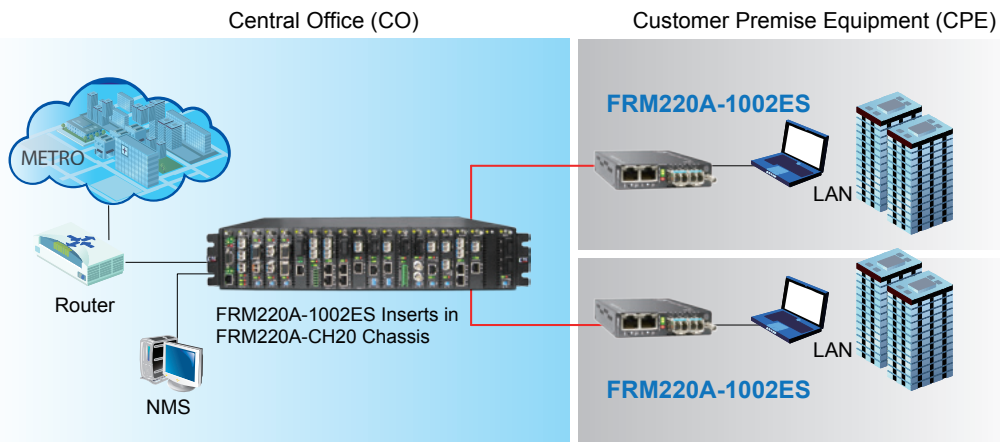 Central Office (CO)
Customer Premise Equipment (CPE)
METRO
Router
NMS
FRM220A-1002ES Inserts in
FRM220A-CH20 Chassis
FRM220A-1002ES
LAN
LAN
FRM220A-1002ES